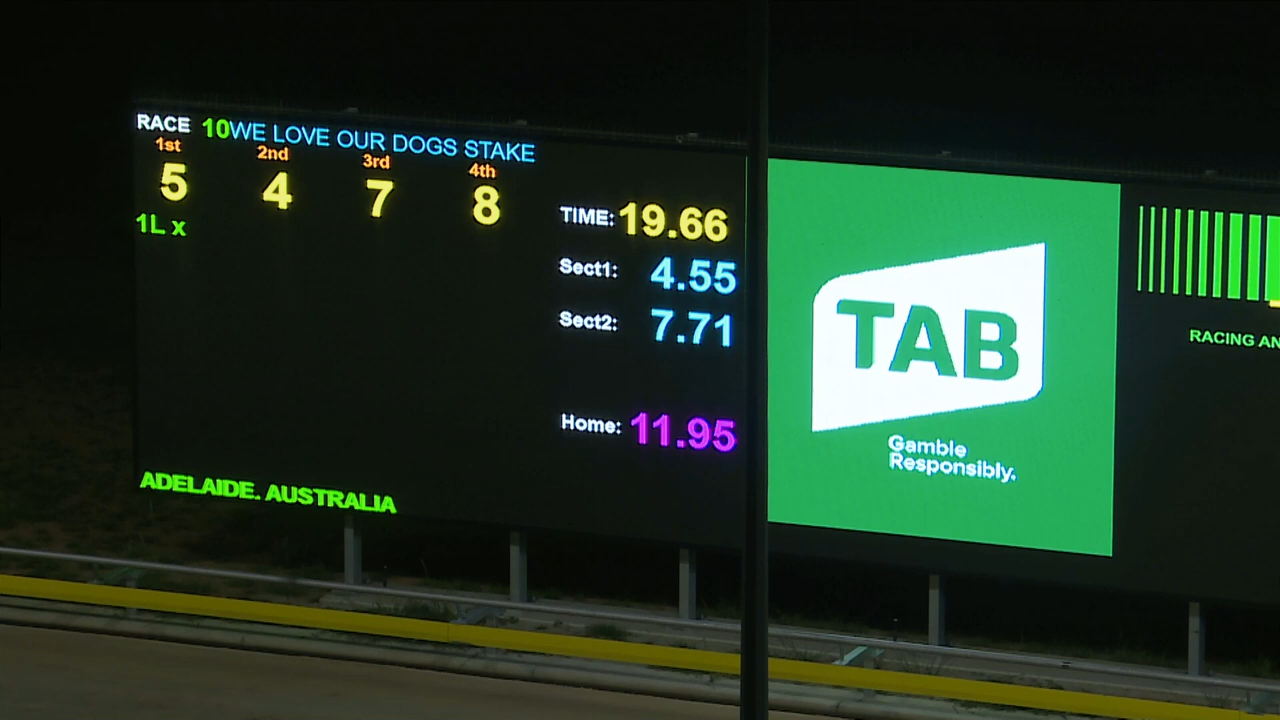 RACE 10WE LOVE OUR DOGS STAKE
1st 2nd 3rd 4th
5 4 7 8
1L x
TIME: 19.66
Sect1: 4.55
Sect2: 7.71
Home: 11.95
ADELAIDE. AUSTRALIA
TAB
Gamble
Responsibly.
RACING AN